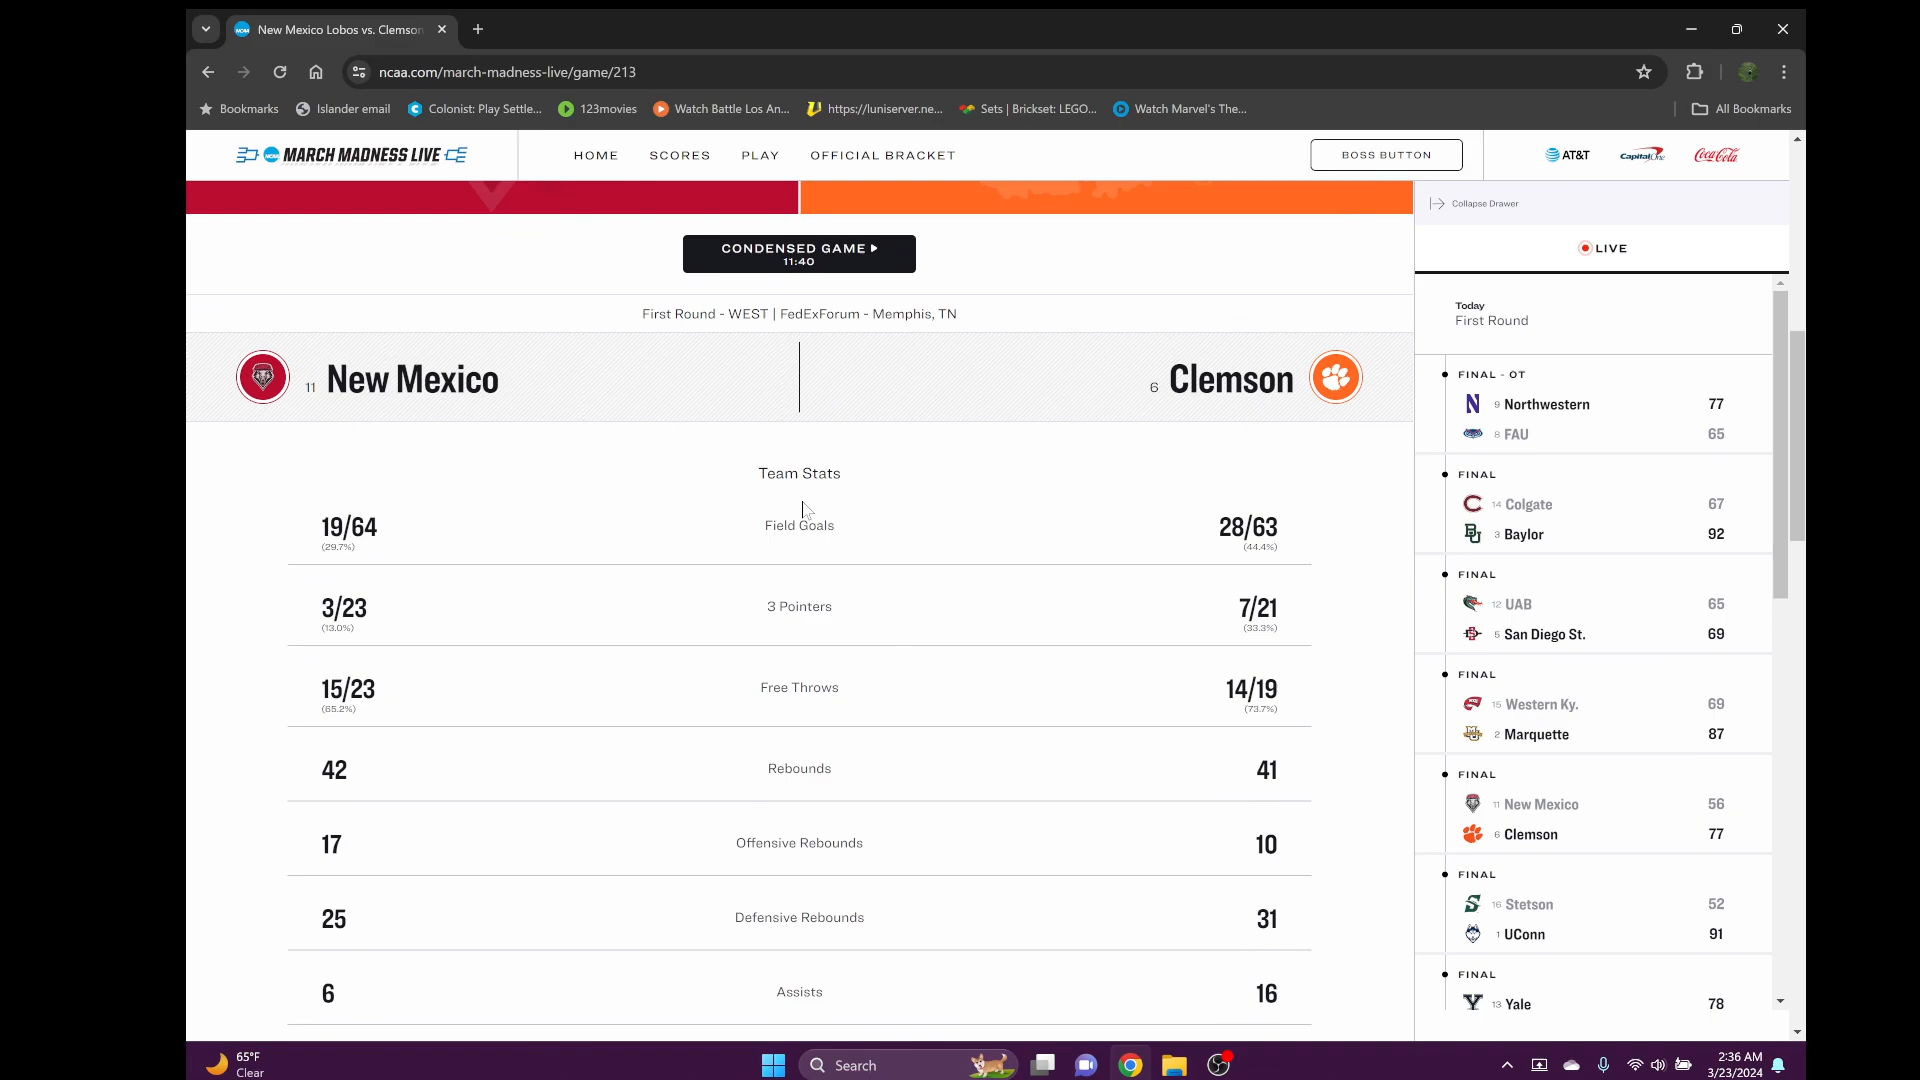 New Mexico Lobos vs. Clemson
ncaa.com/march-madness-live/game/213
Bookmarks
Islander email
Colonist: Play Settle...
123movies
Watch Battle Los An...
https://luniserver.ne...
Sets | Brickset: LEGO...
Watch Marvel's The...
All Bookmarks
MARCH MADNESS LIVE
HOME
SCORES
PLAY
OFFICIAL BRACKET
BOSS BUTTON
AT&T
Capital One
Coca-Cola
CONDENSED GAME
11:40
First Round - WEST | FedExForum - Memphis, TN
11 New Mexico
6 Clemson
Team Stats
19/64 Field Goals 28/63
(29.7%) (44.4%)
3/23 3 Pointers 7/21
(13.0%) (33.3%)
15/23 Free Throws 14/19
(65.2%) (73.7%)
42 Rebounds 41
17 Offensive Rebounds 10
25 Defensive Rebounds 31
6 Assists 16
Collapse Drawer
LIVE
Today
First Round
FINAL - OT
9 Northwestern 77
8 FAU 65
FINAL
14 Colgate 67
3 Baylor 92
FINAL
12 UAB 65
5 San Diego St. 69
FINAL
15 Western Ky. 69
2 Marquette 87
FINAL
11 New Mexico 56
6 Clemson 77
FINAL
16 Stetson 52
1 UConn 91
FINAL
13 Yale 78
65°F
Clear
Search
2:36 AM
3/23/2024